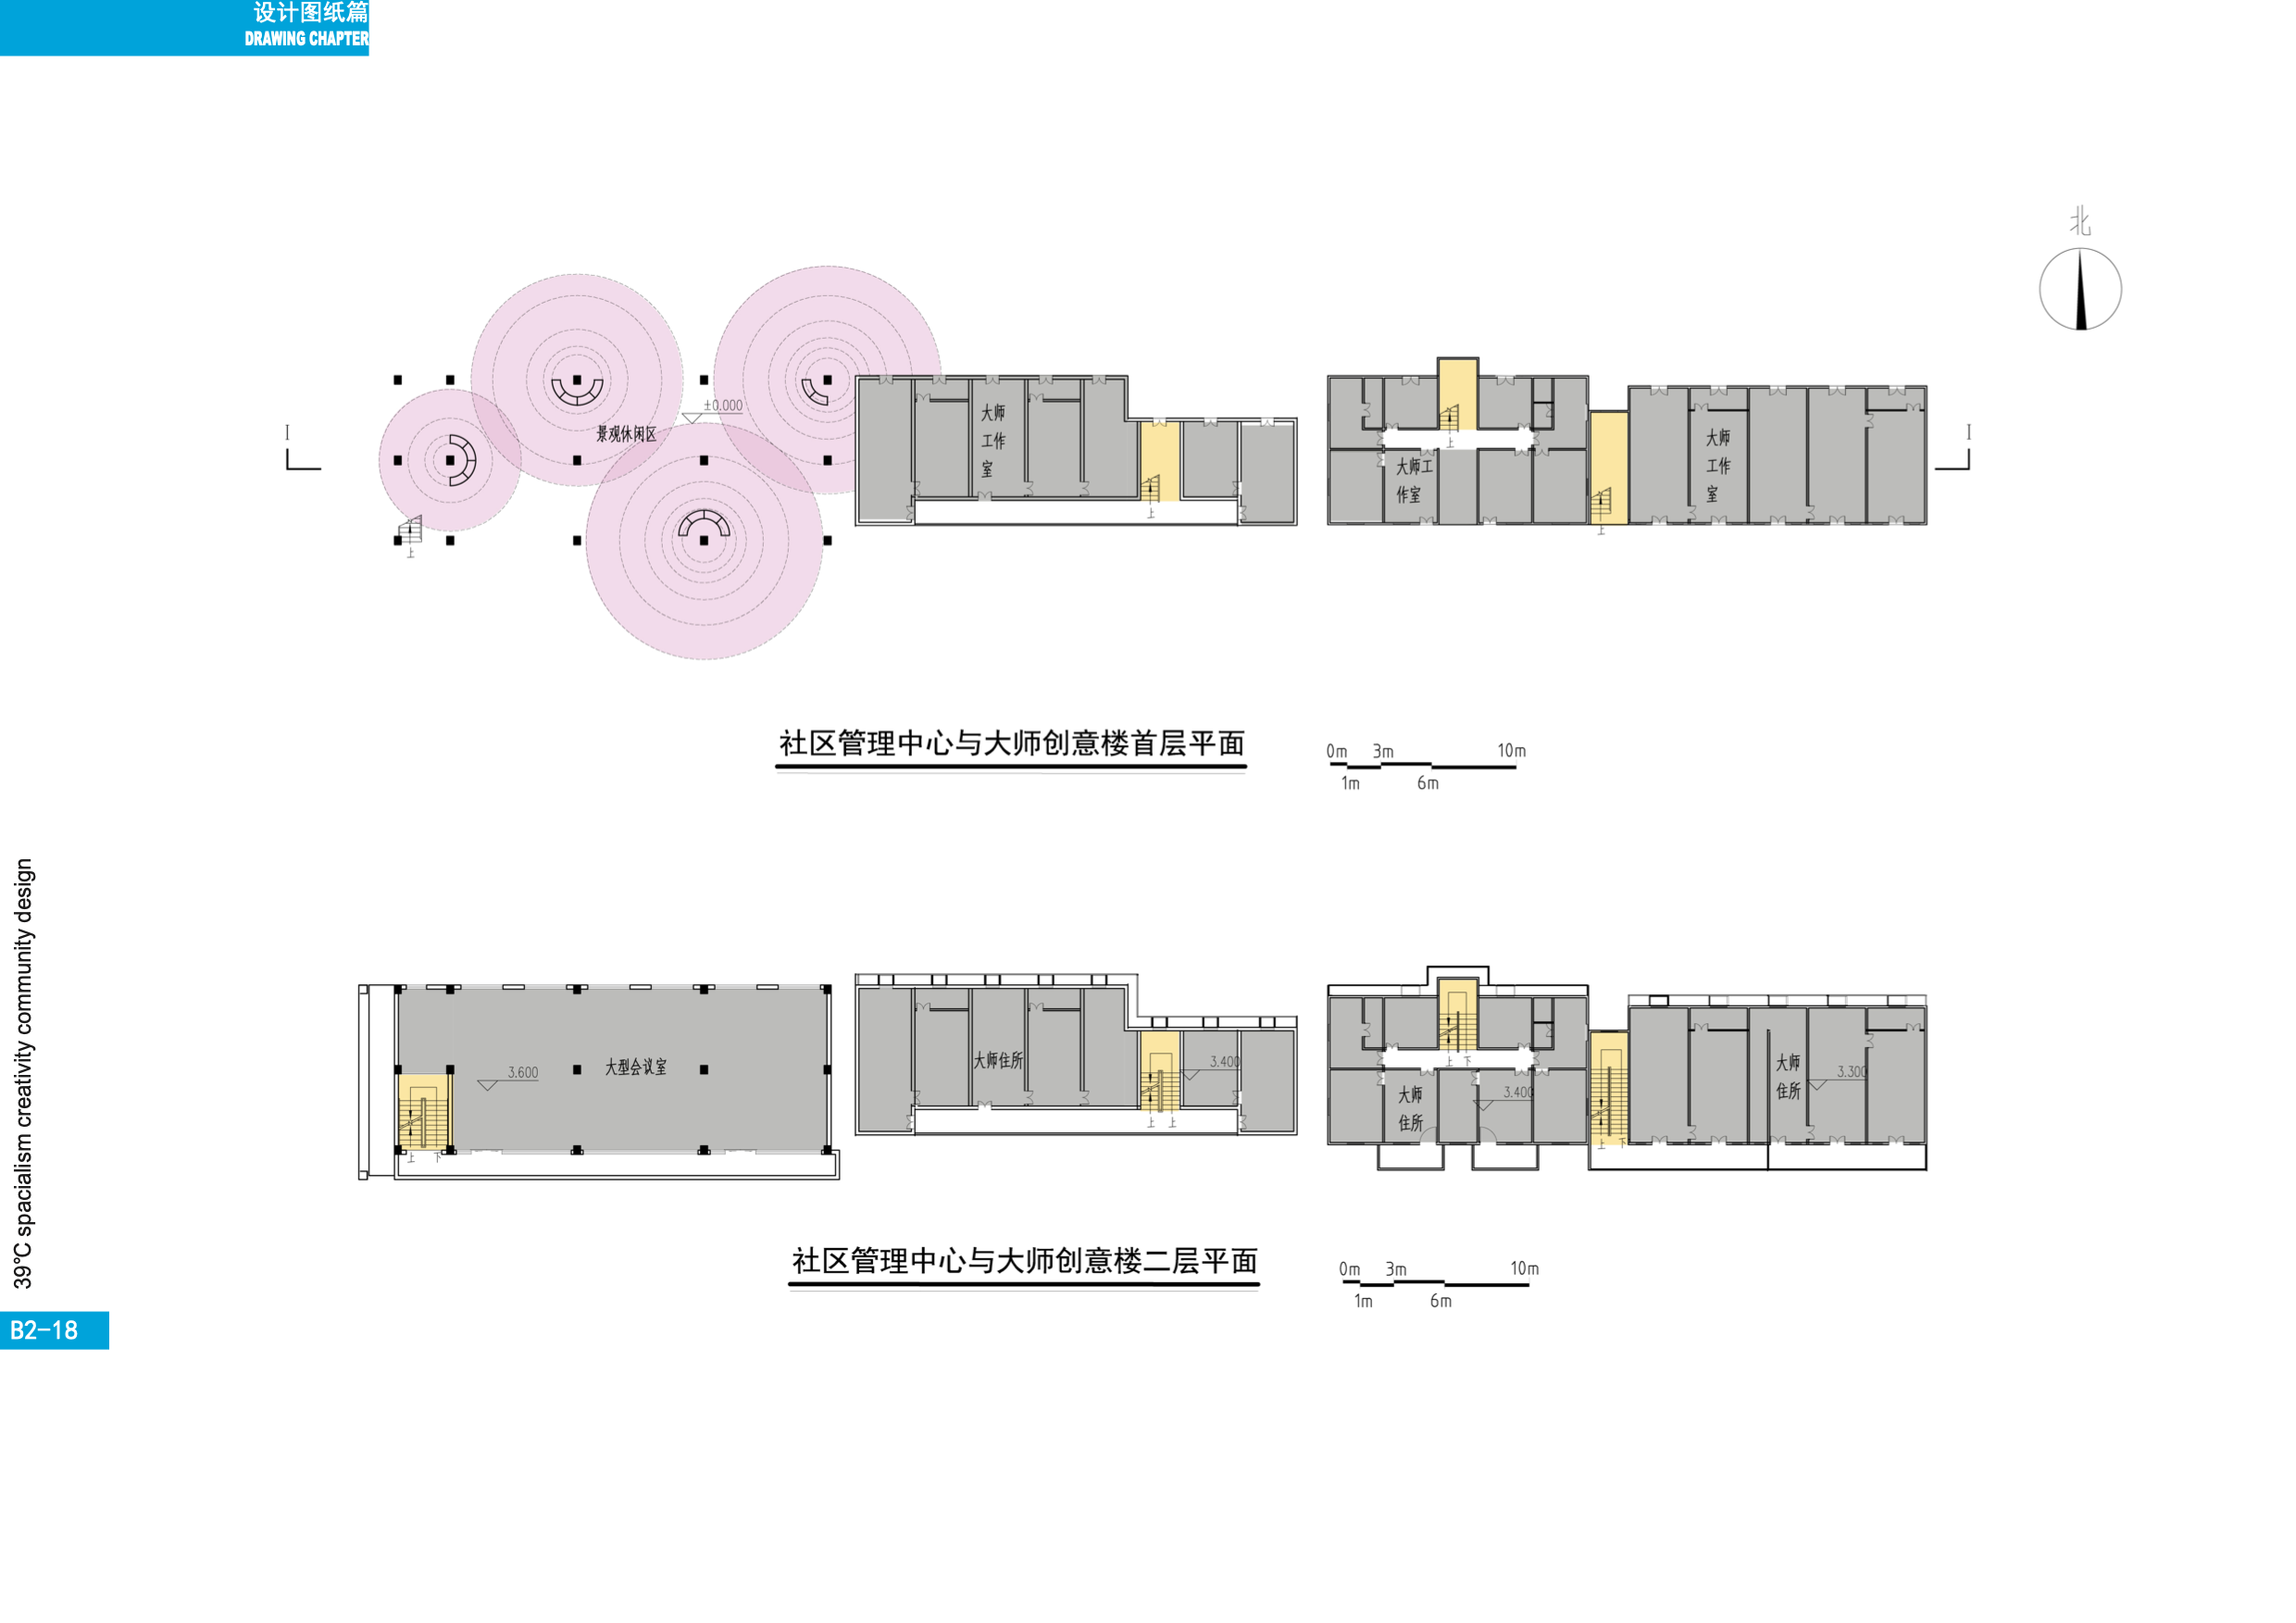 设计图纸篇
DRAWING CHAPTER
北
I
±0.000
景观休闲区
上
大师
工作
室
上
大师工
作室
上
上
大师
工作
室
I
社区管理中心与大师创意楼首层平面
0m 3m 10m
1m 6m
3.600
大型会议室
上 下
大师住所
3.400
上 上
上 下
大师
住所
3.400
上 下
大师
住所
3.300
社区管理中心与大师创意楼二层平面
0m 3m 10m
1m 6m
39℃ spacialism creativity community design
B2-18